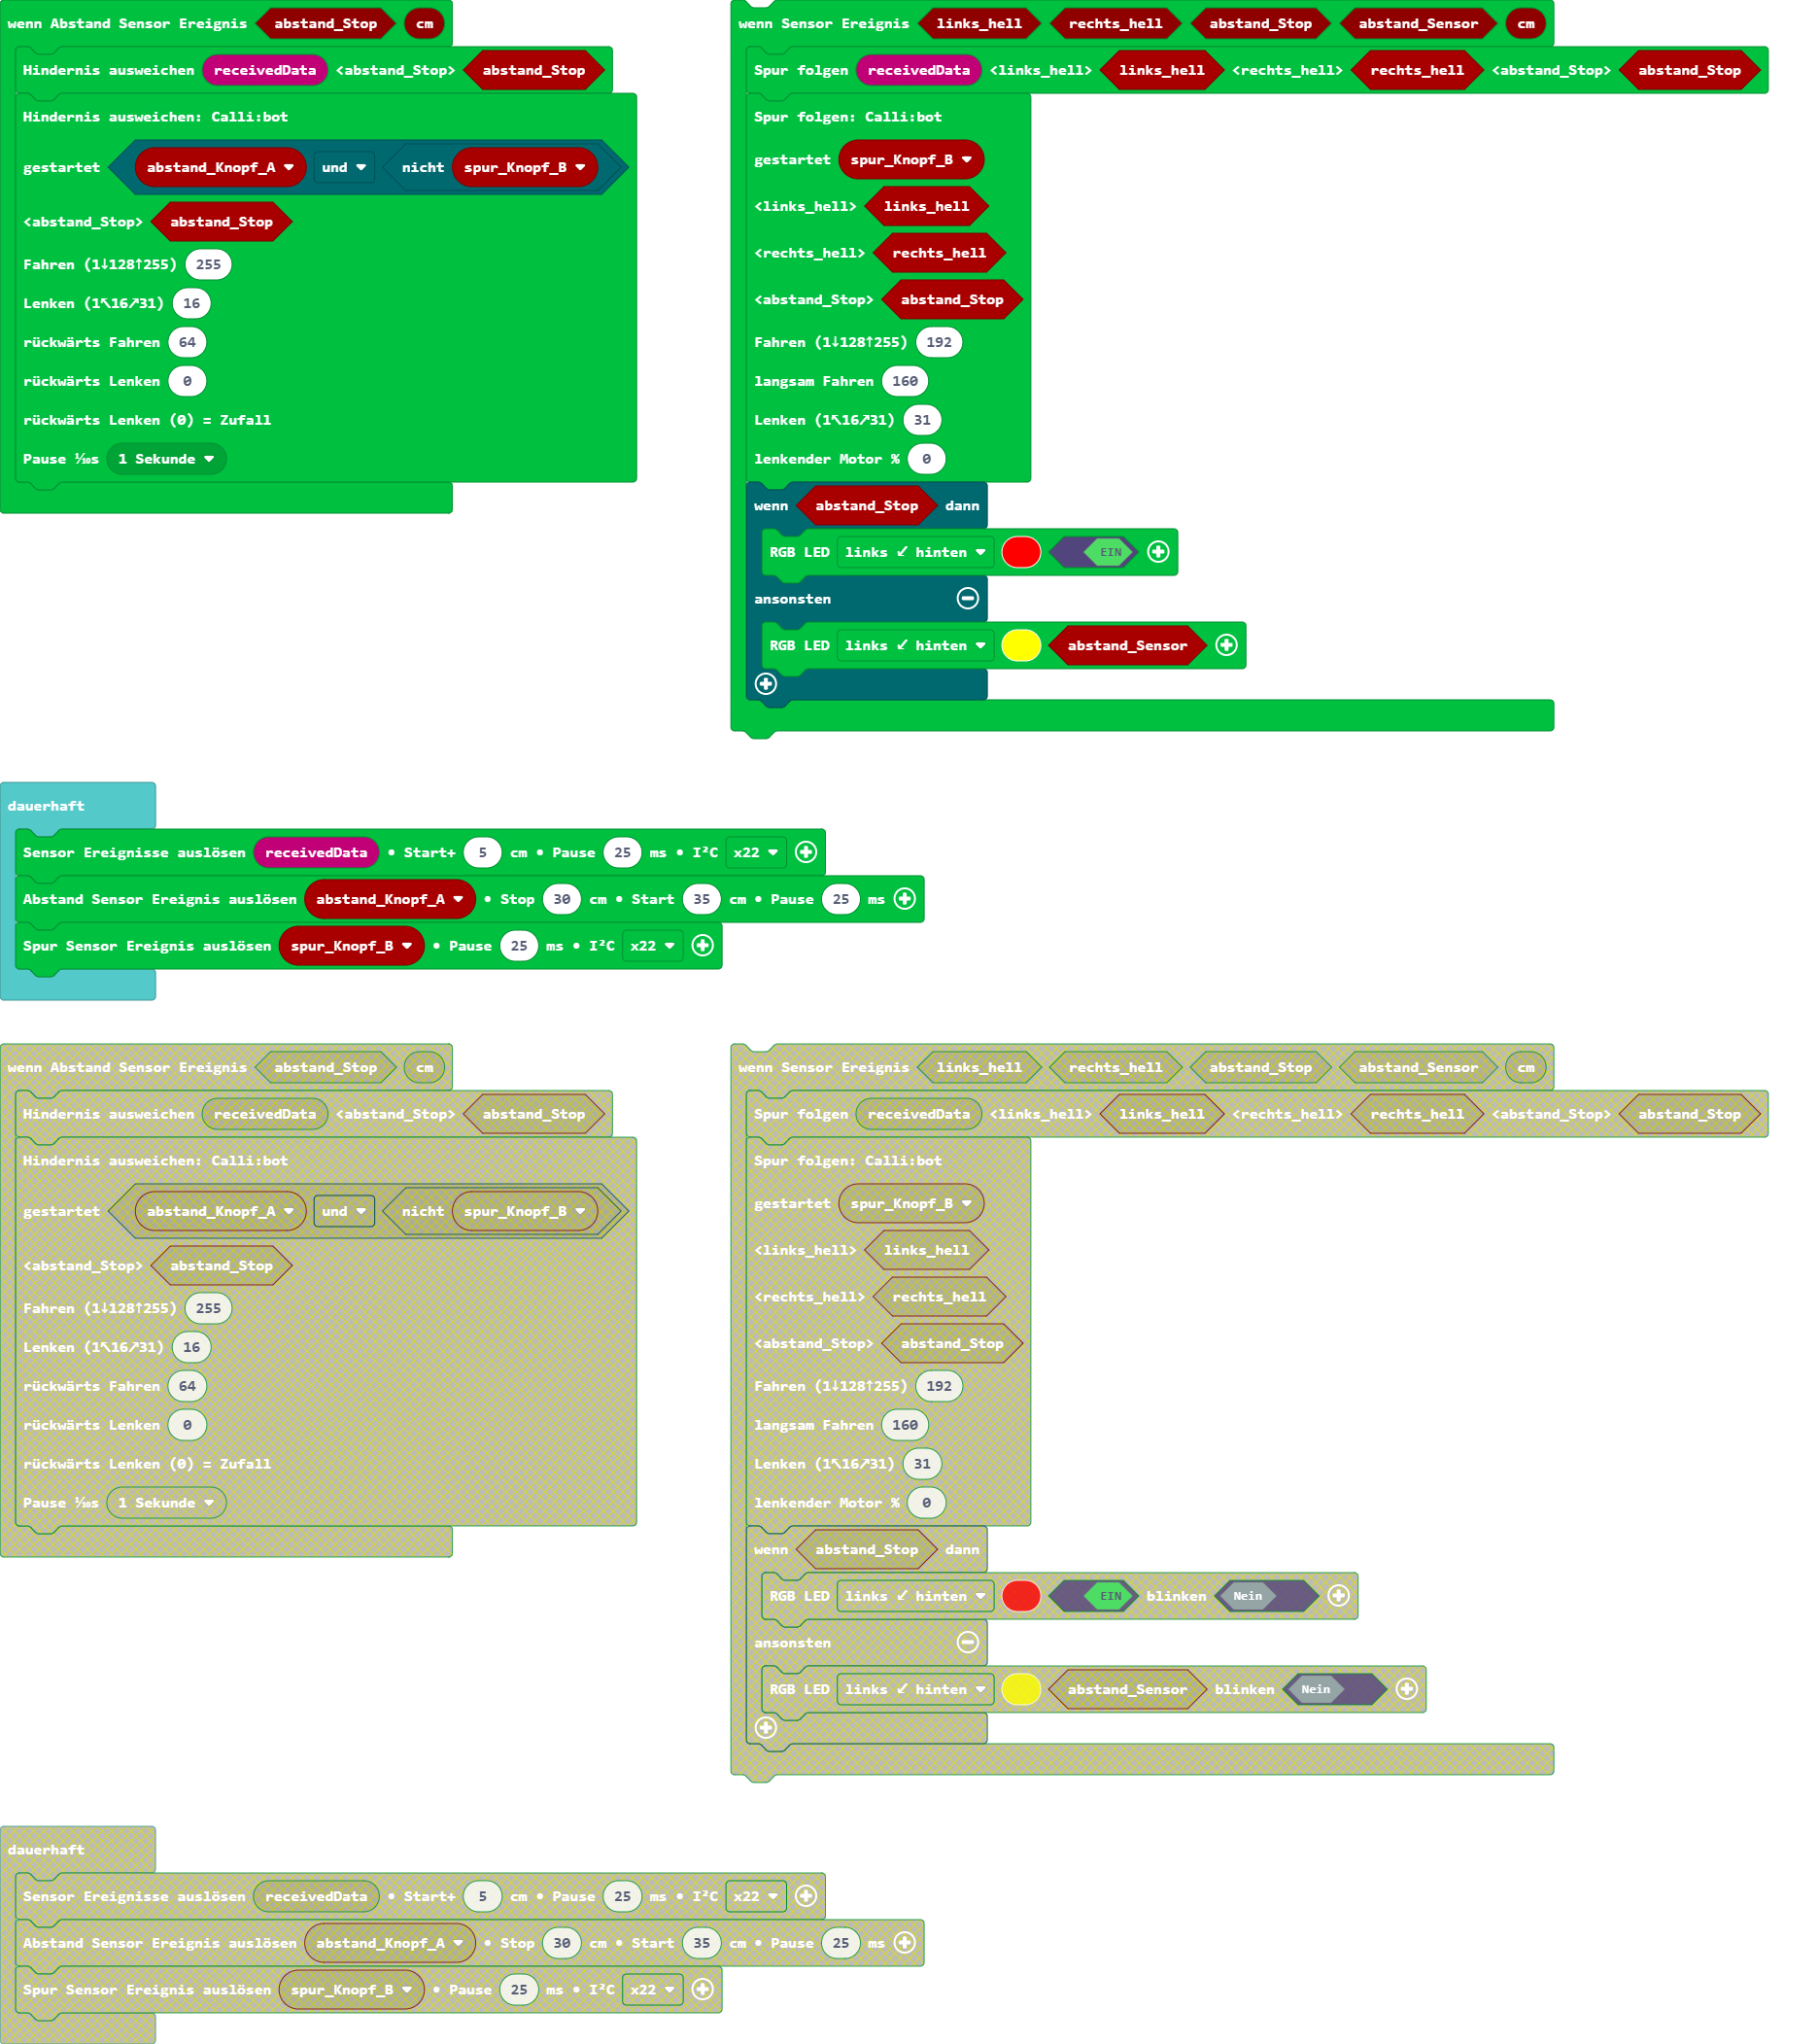 wenn Abstand Sensor Ereignis abstand_Stop cm
Hindernis ausweichen receivedData <abstand_Stop> abstand_Stop
Hindernis ausweichen: Calli:bot
gestartet abstand_Knopf_A und nicht spur_Knopf_B
<abstand_Stop> abstand_Stop
Fahren (1↓128↑255) 255
Lenken (1↖16↗31) 16
rückwärts Fahren 64
rückwärts Lenken 0
rückwärts Lenken (0) = Zufall
Pause ⅒s 1 Sekunde
wenn Sensor Ereignis links_hell rechts_hell abstand_Stop abstand_Sensor cm
Spur folgen receivedData <links_hell> links_hell <rechts_hell> rechts_hell <abstand_Stop> abstand_Stop
Spur folgen: Calli:bot
gestartet spur_Knopf_B
<links_hell> links_hell
<rechts_hell> rechts_hell
<abstand_Stop> abstand_Stop
Fahren (1↓128↑255) 192
langsam Fahren 160
Lenken (1↖16↗31) 31
lenkender Motor % 0
wenn abstand_Stop dann
RGB LED links ↙ hinten EIN
ansonsten
RGB LED links ↙ hinten abstand_Sensor
dauerhaft
Sensor Ereignisse auslösen receivedData • Start+ 5 cm • Pause 25 ms • I²C x22
Abstand Sensor Ereignis auslösen abstand_Knopf_A • Stop 30 cm • Start 35 cm • Pause 25 ms
Spur Sensor Ereignis auslösen spur_Knopf_B • Pause 25 ms • I²C x22
wenn Abstand Sensor Ereignis abstand_Stop cm
Hindernis ausweichen receivedData <abstand_Stop> abstand_Stop
Hindernis ausweichen: Calli:bot
gestartet abstand_Knopf_A und nicht spur_Knopf_B
<abstand_Stop> abstand_Stop
Fahren (1↓128↑255) 255
Lenken (1↖16↗31) 16
rückwärts Fahren 64
rückwärts Lenken 0
rückwärts Lenken (0) = Zufall
Pause ⅒s 1 Sekunde
wenn Sensor Ereignis links_hell rechts_hell abstand_Stop abstand_Sensor cm
Spur folgen receivedData <links_hell> links_hell <rechts_hell> rechts_hell <abstand_Stop> abstand_Stop
Spur folgen: Calli:bot
gestartet spur_Knopf_B
<links_hell> links_hell
<rechts_hell> rechts_hell
<abstand_Stop> abstand_Stop
Fahren (1↓128↑255) 192
langsam Fahren 160
Lenken (1↖16↗31) 31
lenkender Motor % 0
wenn abstand_Stop dann
RGB LED links ↙ hinten EIN blinken Nein
ansonsten
RGB LED links ↙ hinten abstand_Sensor blinken Nein
dauerhaft
Sensor Ereignisse auslösen receivedData • Start+ 5 cm • Pause 25 ms • I²C x22
Abstand Sensor Ereignis auslösen abstand_Knopf_A • Stop 30 cm • Start 35 cm • Pause 25 ms
Spur Sensor Ereignis auslösen spur_Knopf_B • Pause 25 ms • I²C x22